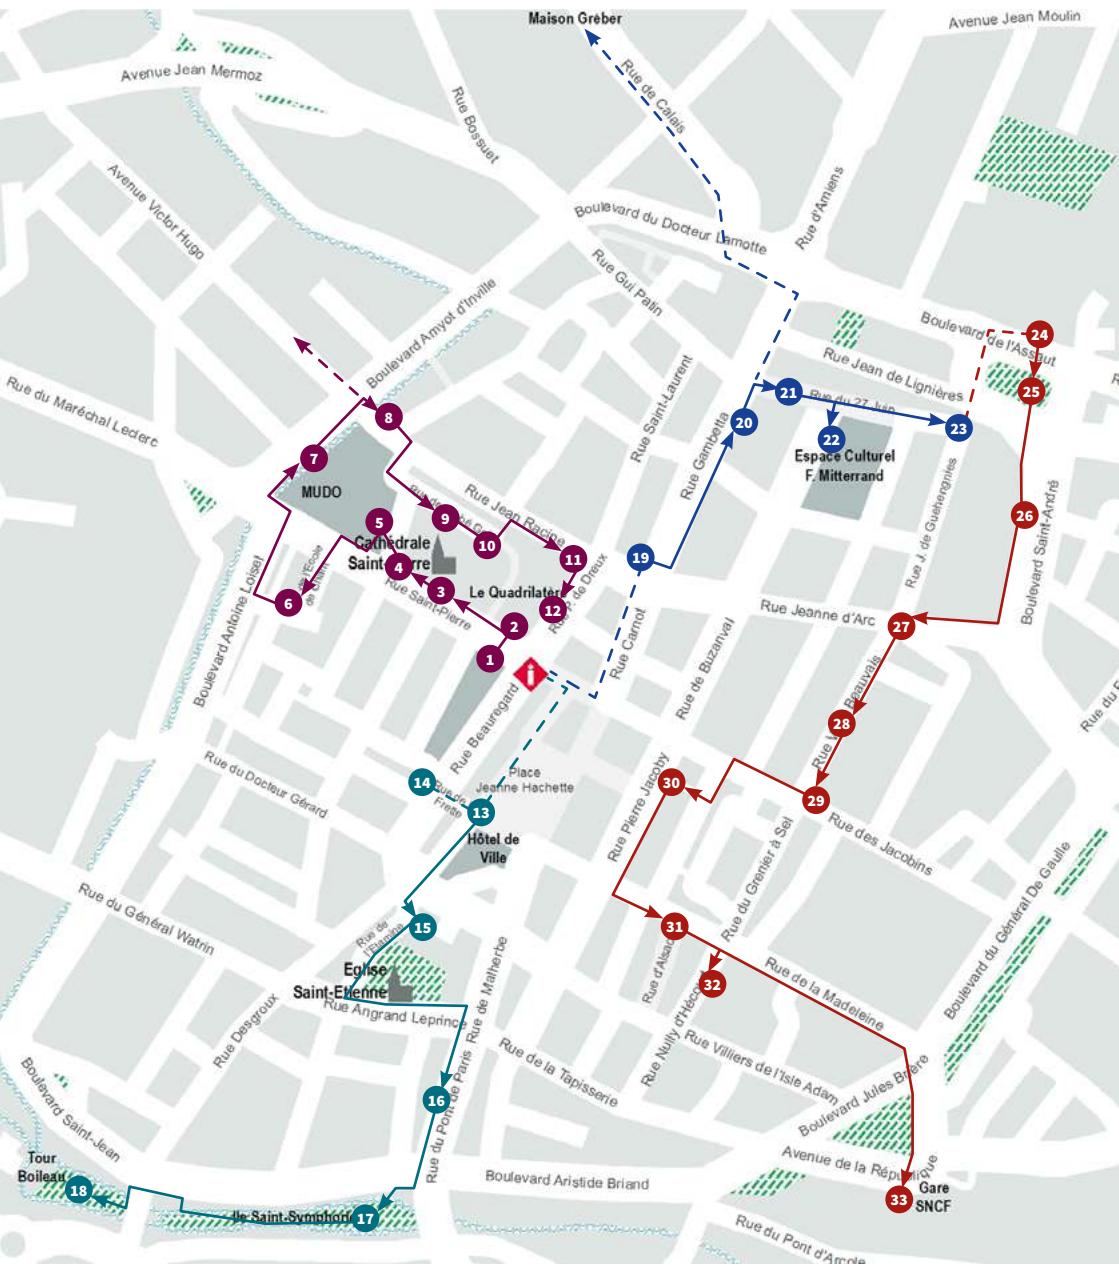 Maison Gréber
Avenue Jean Moulin
Avenue Jean Mermoz
Rue de Calais
Rue Bossuet
Avenue Victor Hugo
Boulevard du Docteur Lamotte
Rue d'Amiens
Rue Gui Patin
Boulevard Amyot d'Inville
Boulevard de l'Assaut
24
Rue Jean de Lignières
25
Rue du Maréchal Leclerc
Rue Saint-Laurent
21
Rue du 27 Juin
8
20
Rue Gambetta
23
22
Espace Culturel
F. Mitterrand
7
MUDO
Rue J. de Guehengnies
Rue Jean Racine
9
5
10
26
Boulevard Saint-André
Cathédrale
11
19
4
3
Rue Saint-Pierre
Le Quadrilatère
Rue P. de Dreux
6
12
Boulevard Antoine Loisel
2
Rue Jeanne d'Arc
27
Rue Carnot
1
i
Rue de Buzanval
Rue Beauregard
28
Beauvais
Rue du Docteur Gérard
14
Rue de
Frette
13
Place
Jeanne Hachette
Rue Pierre Jacoby
30
29
Hôtel de
Ville
Rue des Jacobins
Rue du Grenier à Sel
Rue du Général Watrin
15
Rue de
l'Etamine
31
Boulevard du Général De Gaulle
Rue de Malherbe
Eglise
Saint-Etienne
Rue d'Alsace
32
Rue de la Madeleine
Rue Angrand Leprince
Rue Desgroux
Rue Nully d'Hécourt
Rue Villiers de l'Isle Adam
Rue de la Tapisserie
16
Rue du Pont de Paris
Boulevard Jules Brière
Boulevard Saint-Jean
Avenue de la République
Tour
Boileau
18
Boulevard Aristide Briand
33
Gare
SNCF
Ile Saint-Symphorien
17
Rue du Pont d'Arcole